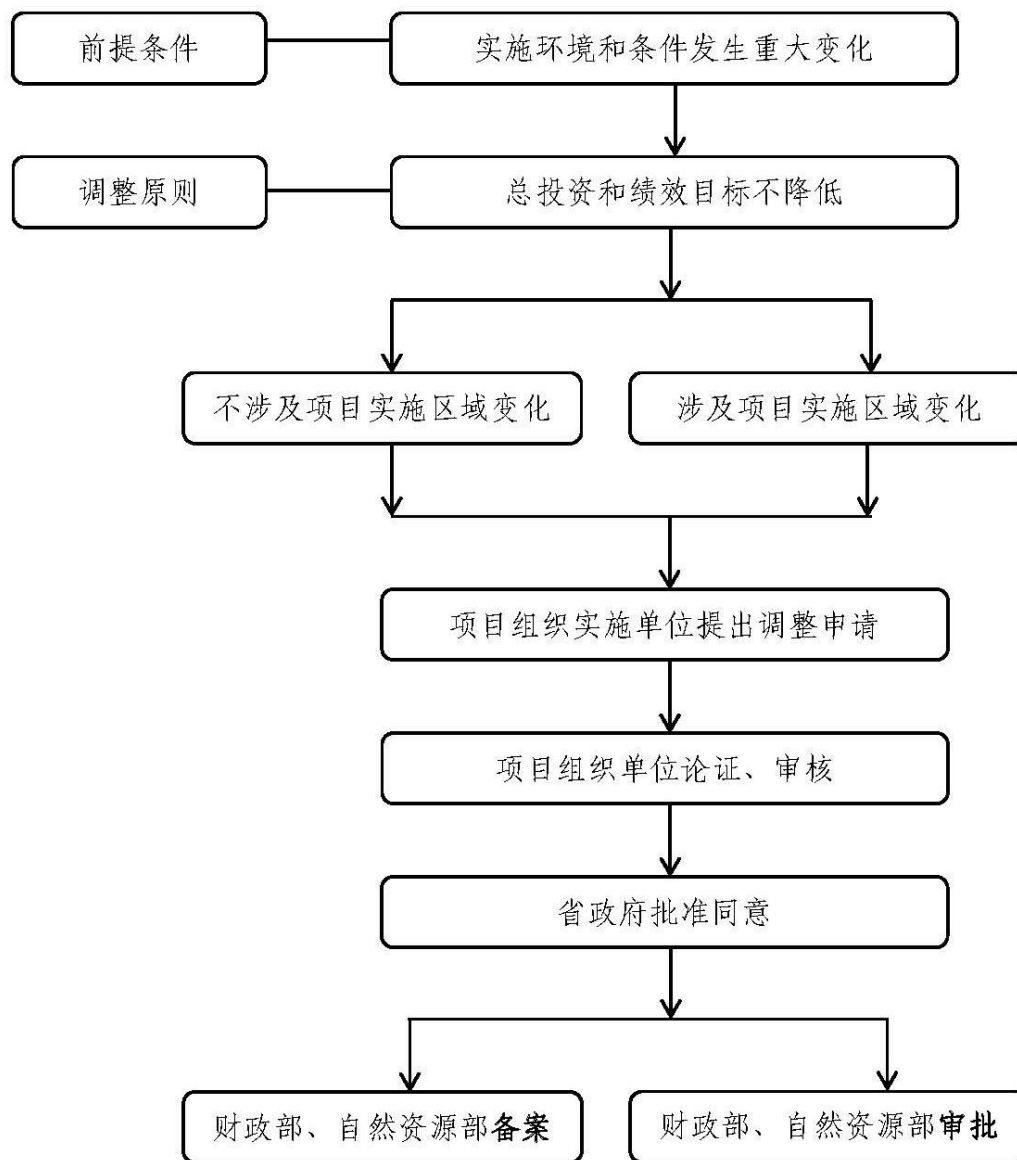 前提条件
实施环境和条件发生重大变化
调整原则
总投资和绩效目标不降低
不涉及项目实施区域变化
涉及项目实施区域变化
项目组织实施单位提出调整申请
项目组织单位论证、审核
省政府批准同意
财政部、自然资源部备案
财政部、自然资源部审批